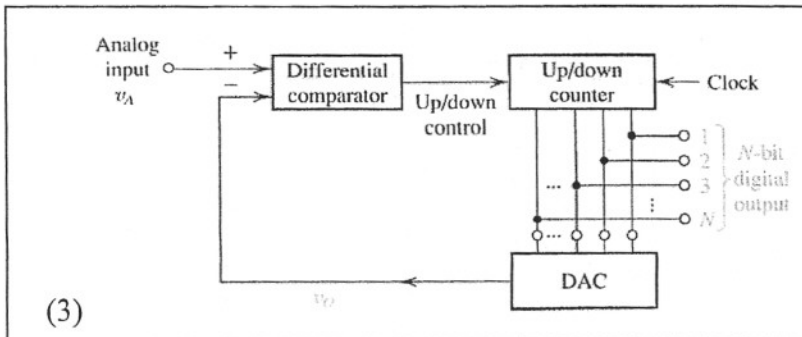 Analog
input
v_A
+
−
Differential
comparator
Up/down
control
Up/down
counter
Clock
1
2
3
N
N-bit
digital
output
...
⋮
...
DAC
v_O
(3)